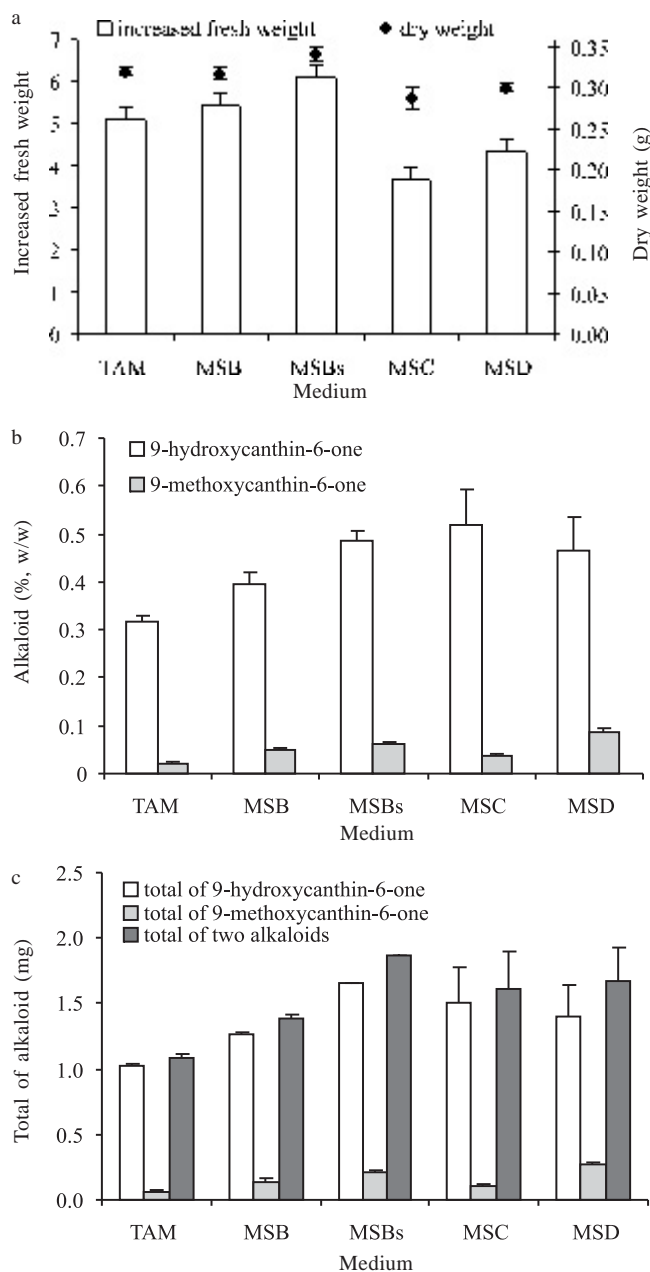 a
increased fresh weight
dry weight
7
6
5
4
3
2
1
0
Increased fresh weight
0.35
0.30
0.25
0.20
0.15
0.10
0.05
0.00
Dry weight (g)
TAM MSB MSBs MSC MSD
Medium
b
9-hydroxycanthin-6-one
9-methoxycanthin-6-one
0.7
0.6
0.5
0.4
0.3
0.2
0.1
0
Alkaloid (%, w/w)
TAM MSB MSBs MSC MSD
Medium
c
total of 9-hydroxycanthin-6-one
total of 9-methoxycanthin-6-one
total of two alkaloids
2.5
2.0
1.5
1.0
0.5
0.0
Total of alkaloid (mg)
TAM MSB MSBs MSC MSD
Medium